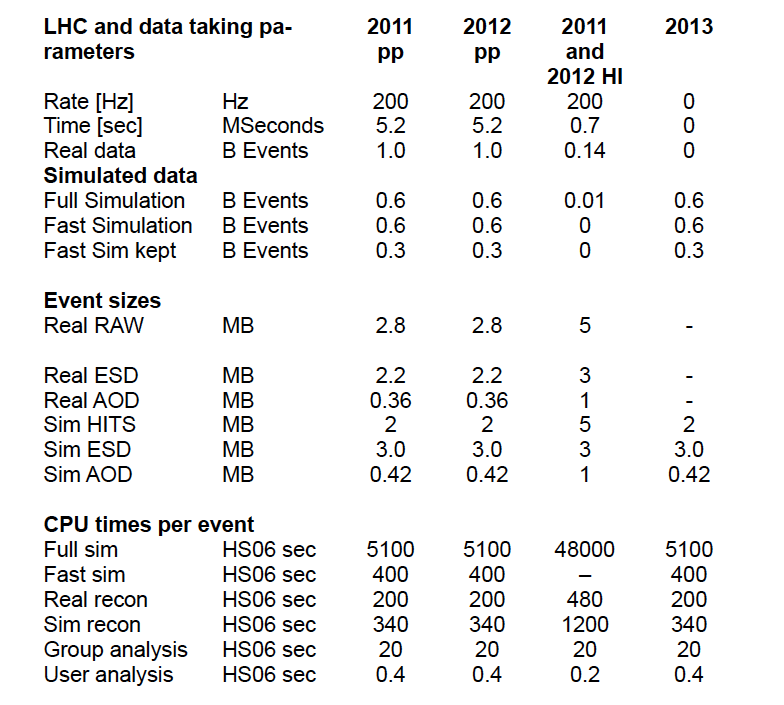 LHC and data taking pa- 2011 2012 2011 2013
rameters pp pp and
2012 HI
Rate [Hz] Hz 200 200 200 0
Time [sec] MSeconds 5.2 5.2 0.7 0
Real data B Events 1.0 1.0 0.14 0
Simulated data
Full Simulation B Events 0.6 0.6 0.01 0.6
Fast Simulation B Events 0.6 0.6 0 0.6
Fast Sim kept B Events 0.3 0.3 0 0.3
Event sizes
Real RAW MB 2.8 2.8 5 -
Real ESD MB 2.2 2.2 3 -
Real AOD MB 0.36 0.36 1 -
Sim HITS MB 2 2 5 2
Sim ESD MB 3.0 3.0 3 3.0
Sim AOD MB 0.42 0.42 1 0.42
CPU times per event
Full sim HS06 sec 5100 5100 48000 5100
Fast sim HS06 sec 400 400 – 400
Real recon HS06 sec 200 200 480 200
Sim recon HS06 sec 340 340 1200 340
Group analysis HS06 sec 20 20 20 20
User analysis HS06 sec 0.4 0.4 0.2 0.4